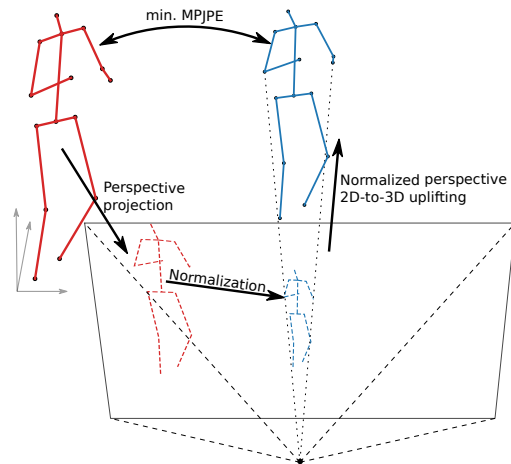 min. MPJPE
Perspective
projection
Normalized perspective
2D-to-3D uplifting
Normalization